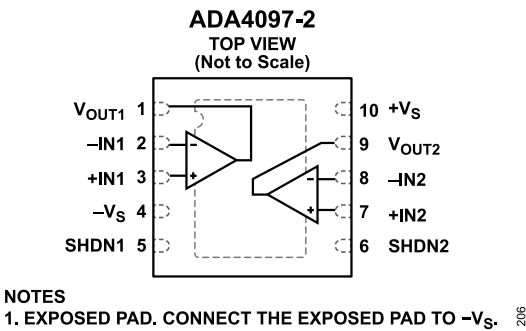 ADA4097-2
TOP VIEW
(Not to Scale)
VOUT1 1
10 +VS
–IN1 2
9 VOUT2
+IN1 3
8 –IN2
–VS 4
7 +IN2
SHDN1 5
6 SHDN2
–
+
–
+
NOTES
1. EXPOSED PAD. CONNECT THE EXPOSED PAD TO –VS.
206